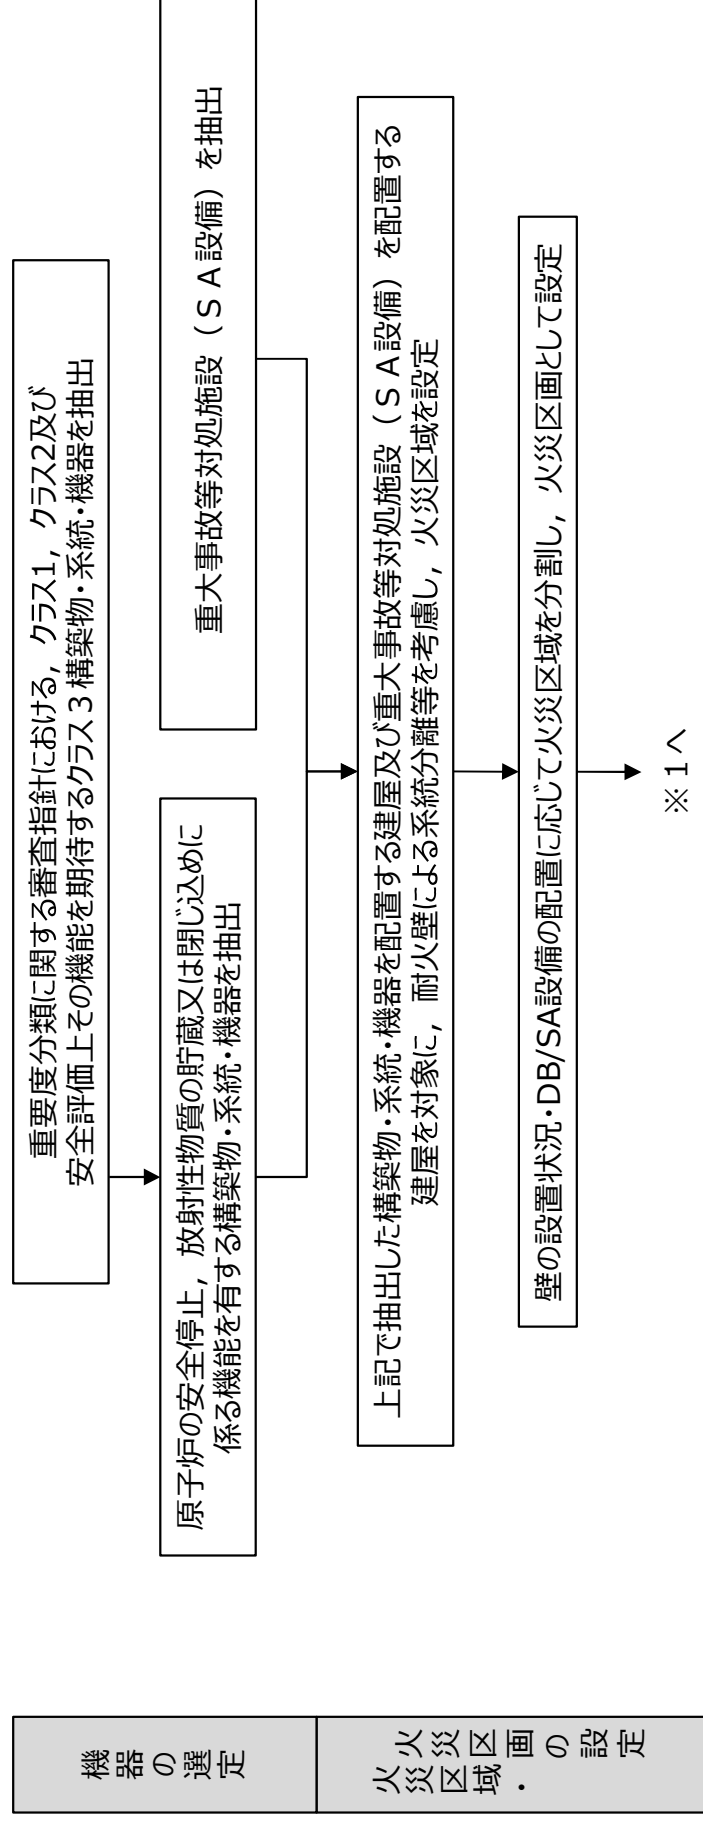 機器の選定
重要度分類に関する審査指針における，クラス1，クラス2及び
安全評価上その機能を期待するクラス３構築物・系統・機器を抽出
原子炉の安全停止，放射性物質の貯蔵又は閉じ込めに
係る機能を有する構築物・系統・機器を抽出
重大事故等対処施設（ＳＡ設備）を抽出
火災区域・
火災区画の設定
上記で抽出した構築物・系統・機器を配置する建屋及び重大事故等対処施設（ＳＡ設備）を配置する
建屋を対象に，耐火壁による系統分離等を考慮し，火災区域を設定
壁の設置状況・DB/SA設備の配置に応じて火災区域を分割し，火災区画として設定
※１へ